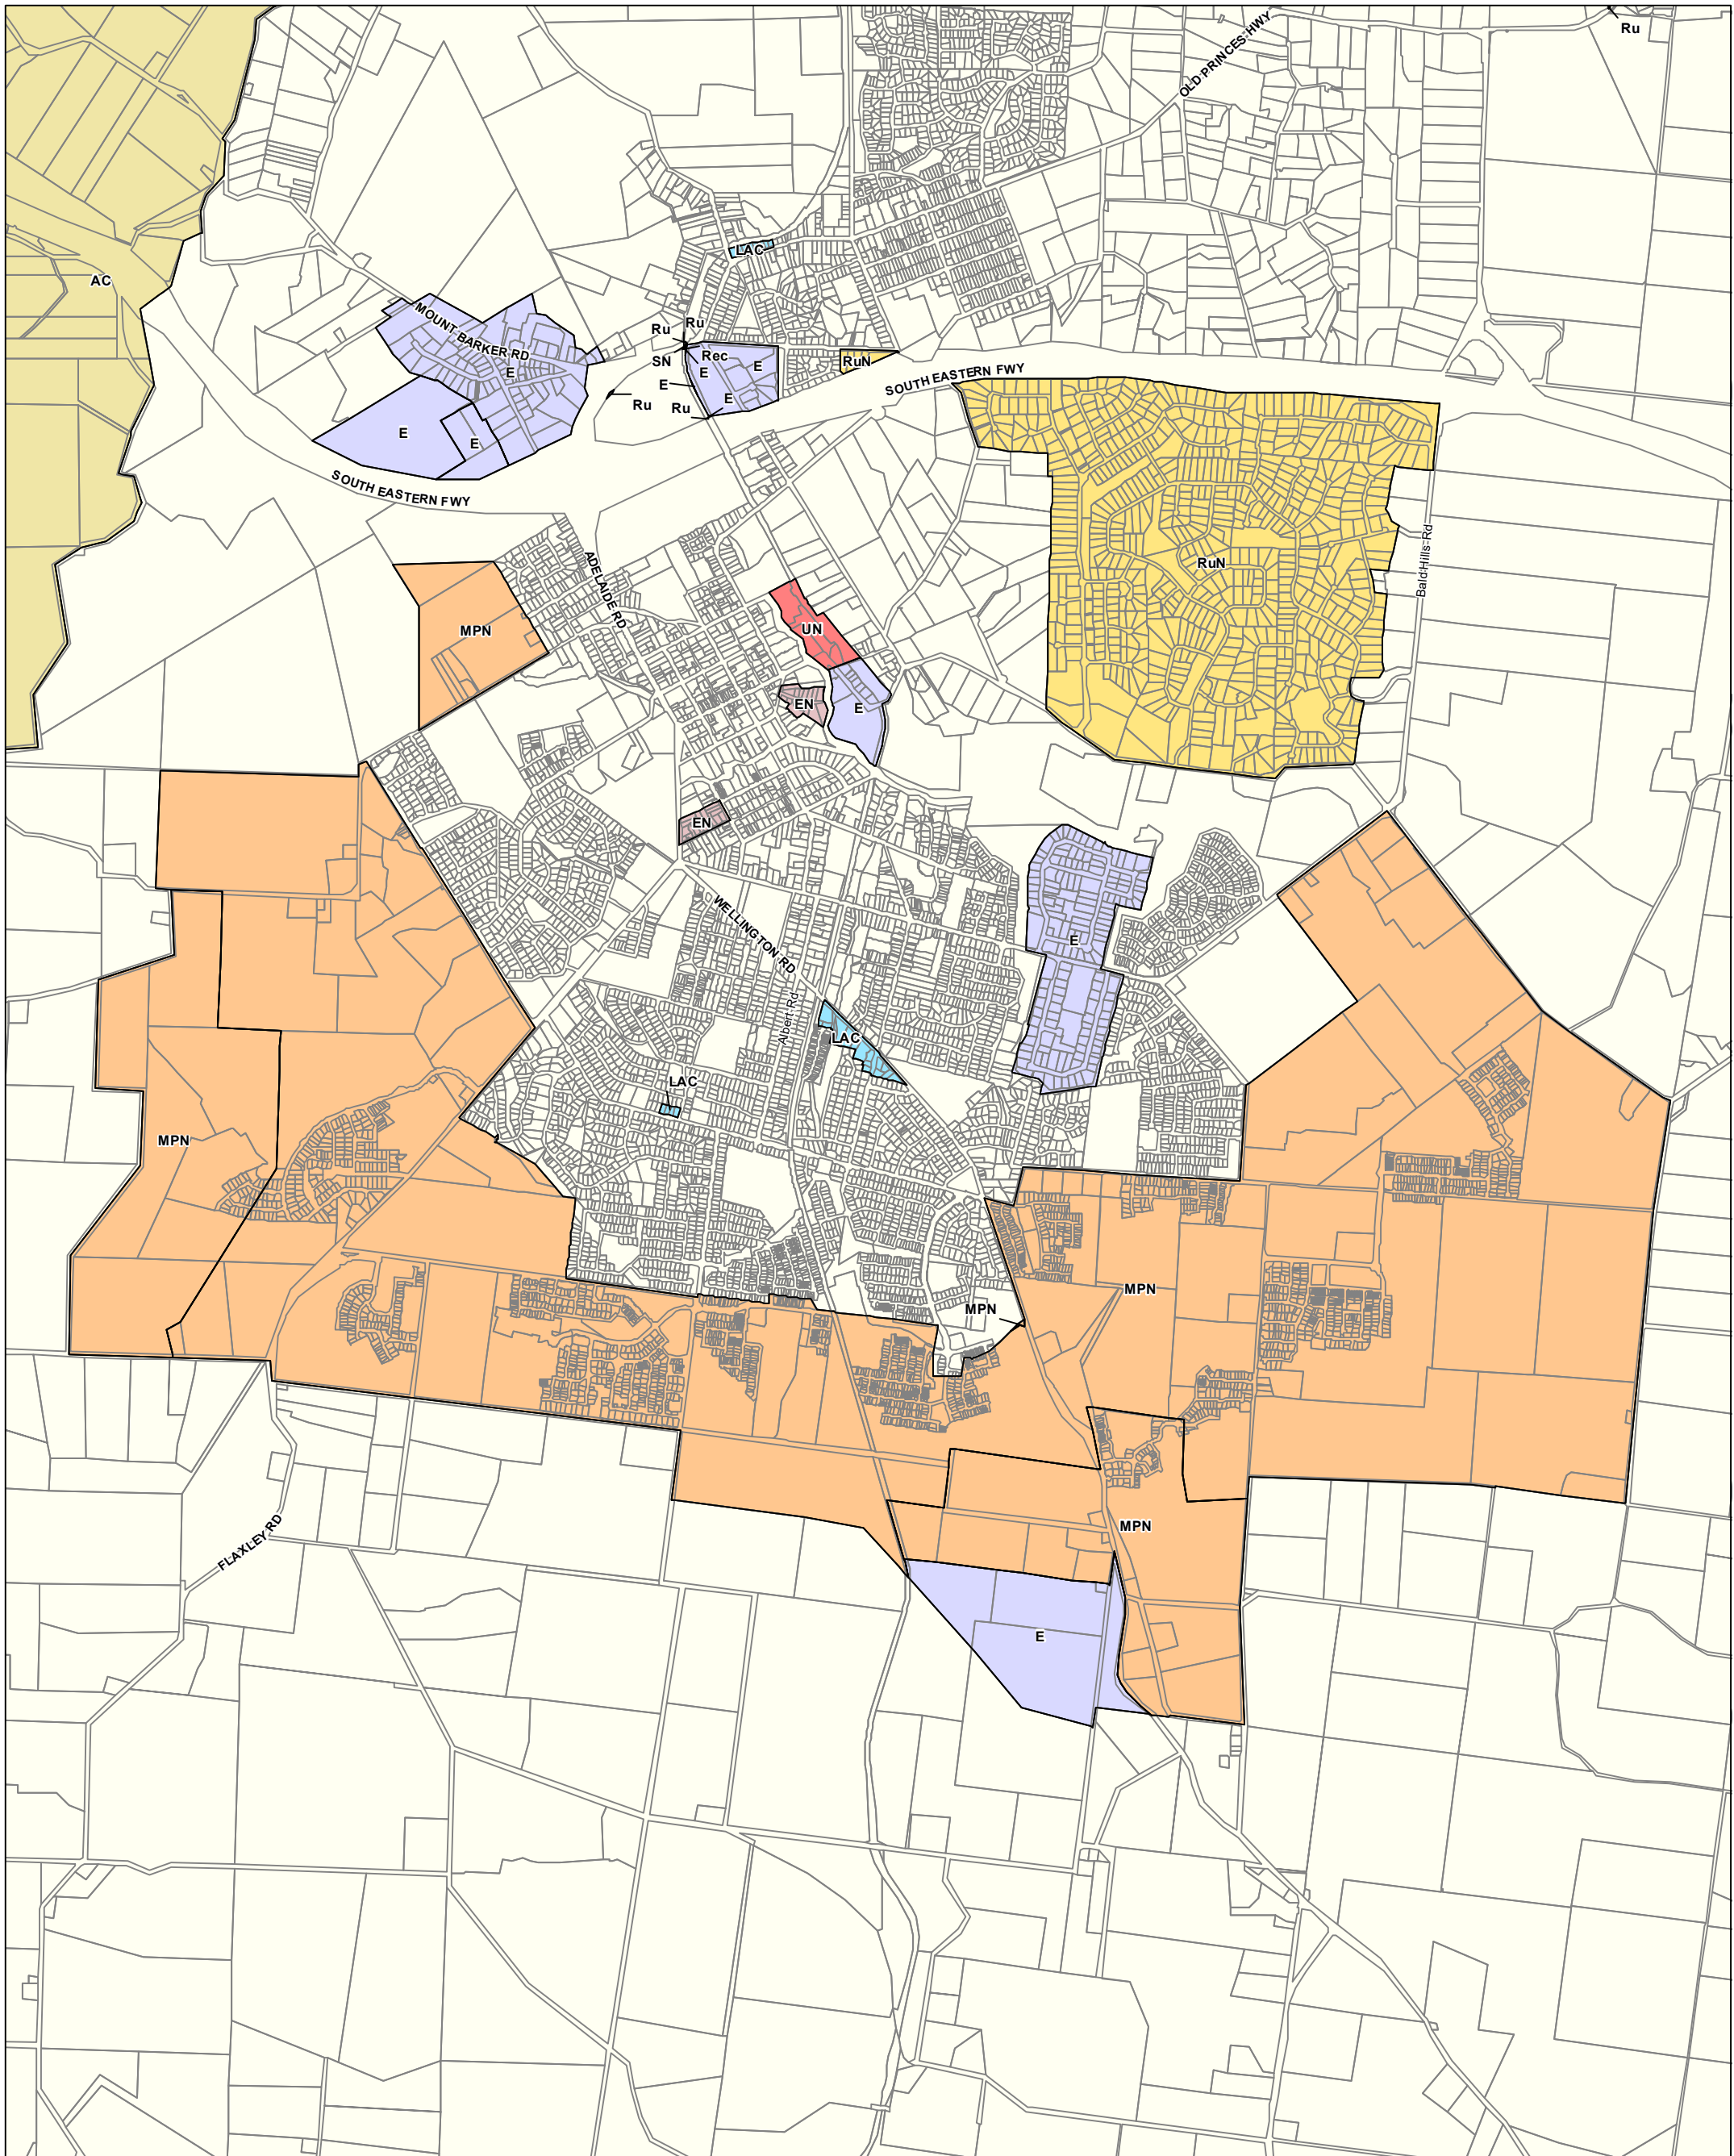 Ru
OLD PRINCES HWY
LAC
AC
MOUNT BARKER RD
E
Ru
Ru
SN
Rec
E
E
E
E
Ru
Ru
RuN
SOUTH EASTERN FWY
E
E
SOUTH EASTERN FWY
ADELAIDE RD
RuN
Bald Hills Rd
MPN
UN
EN
E
EN
WELLINGTON RD
E
Albert Rd
LAC
LAC
MPN
MPN
MPN
FLAXLEY RD
MPN
E